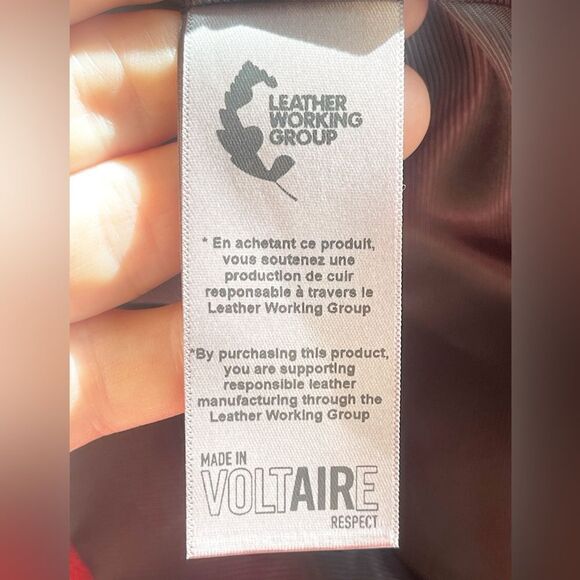 LEATHER
WORKING
GROUP
* En achetant ce produit,
vous soutenez une
production de cuir
responsable à travers le
Leather Working Group
*By purchasing this product,
you are supporting
responsible leather
manufacturing through the
Leather Working Group
MADE IN
VOLTAIRE
RESPECT